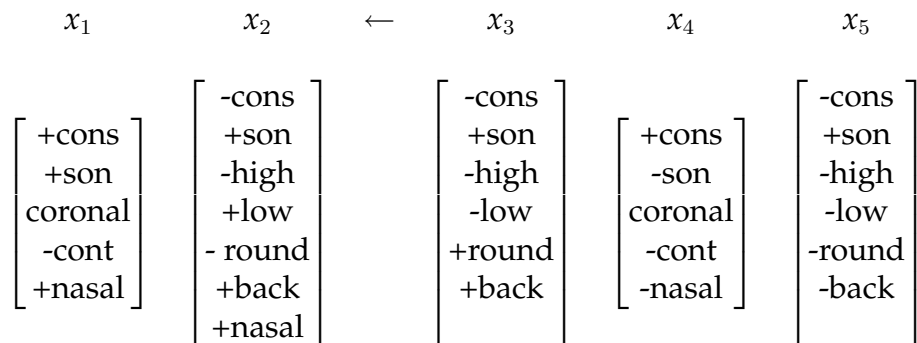 x1 x2 ← x3 x4 x5
-cons -cons -cons
+cons +son +son +cons +son
+son -high -high -son -high
coronal +low -low coronal -low
-cont - round +round -cont -round
+nasal +back +back -nasal -back
+nasal